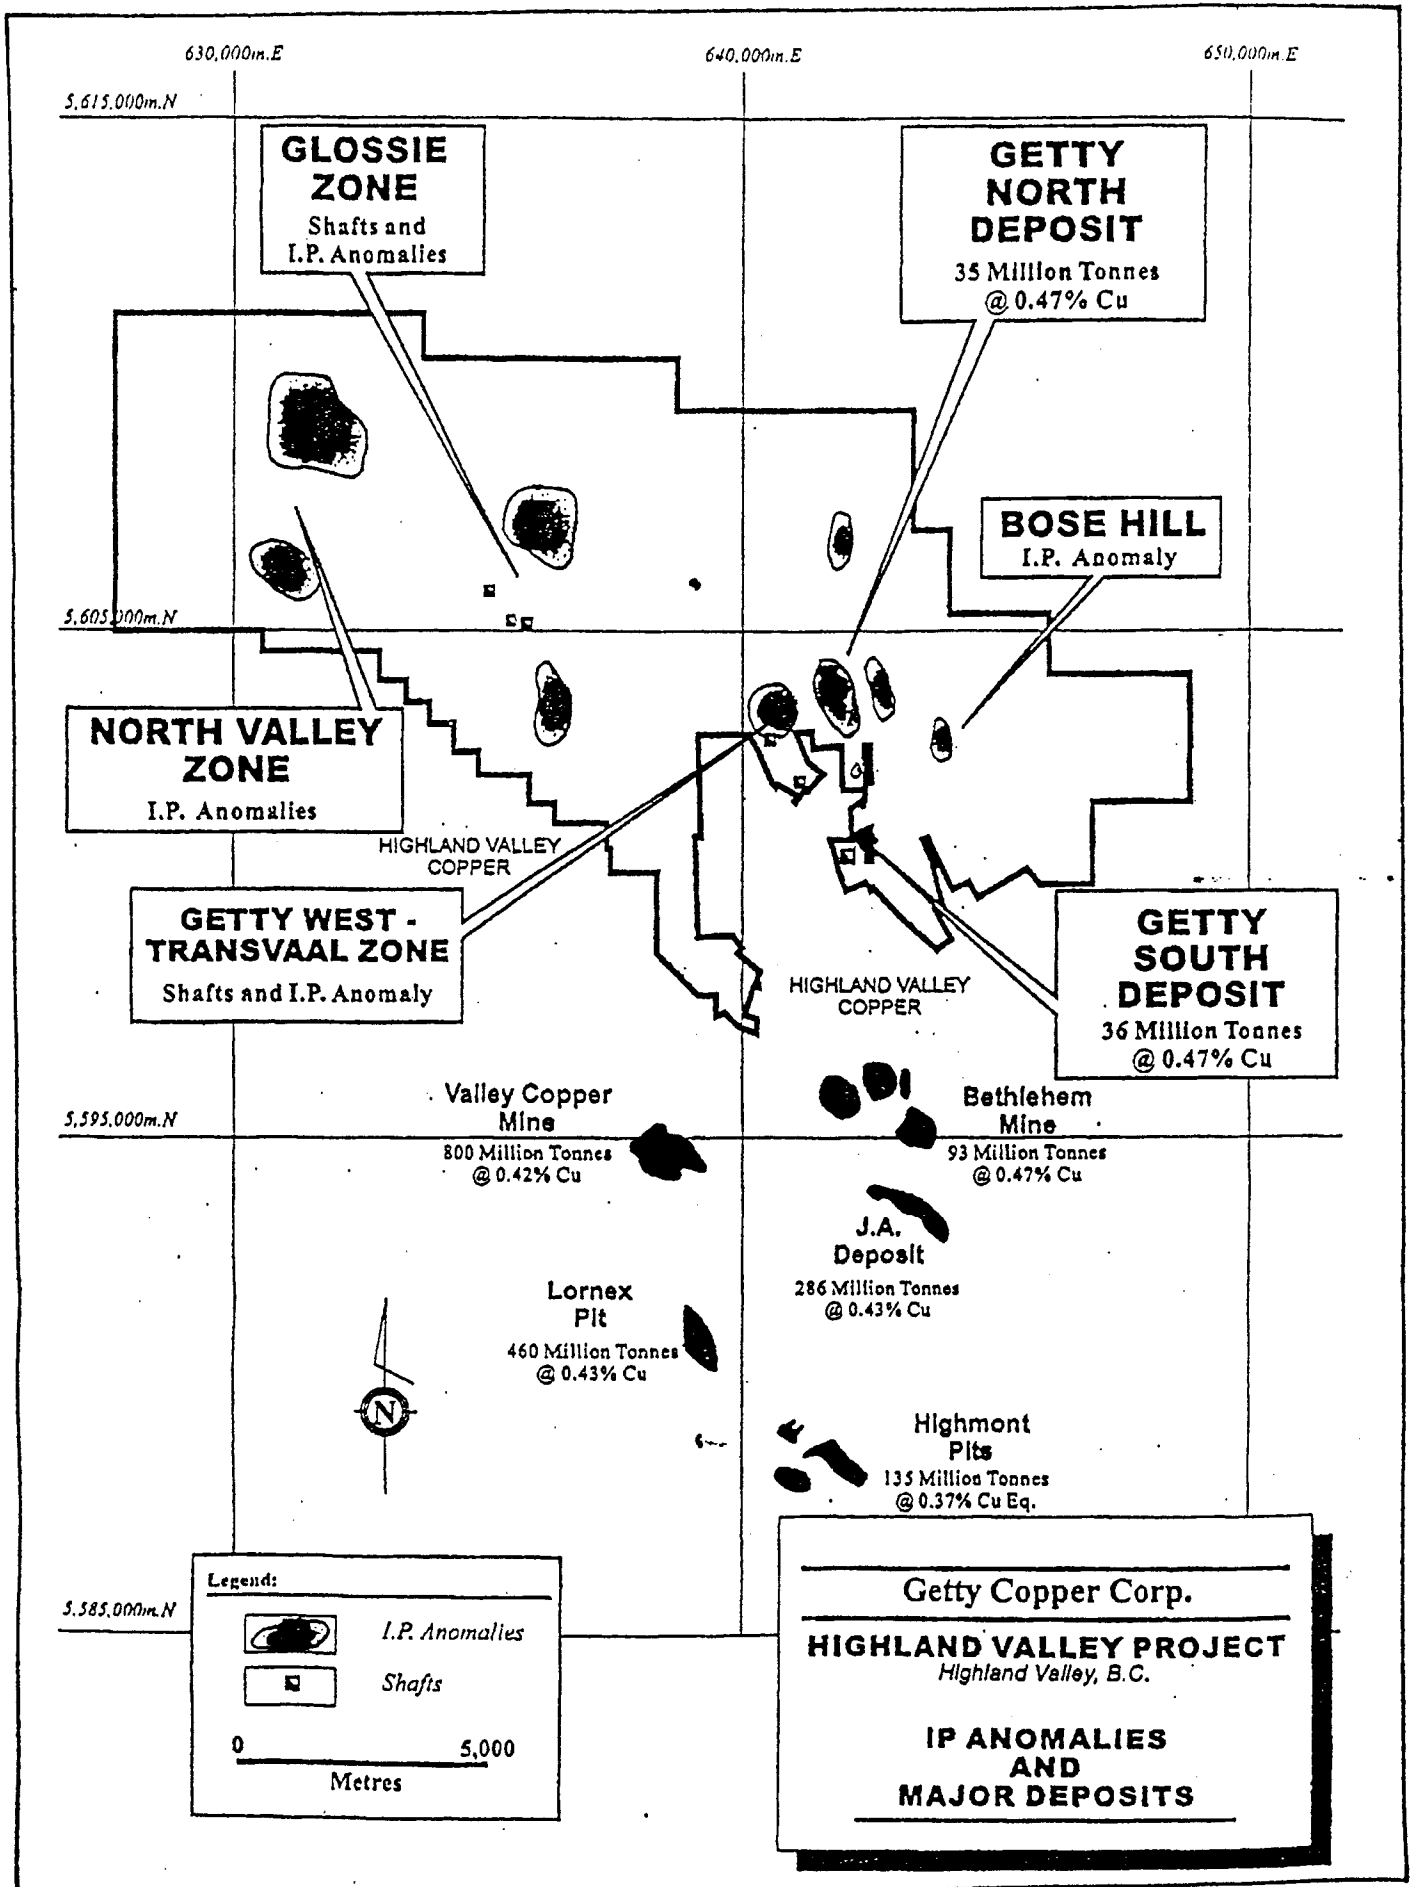 630,000m.E
640,000m.E
650,000m.E
5,615,000m.N
GLOSSIE
ZONE
Shafts and
I.P. Anomalies
GETTY
NORTH
DEPOSIT
35 Million Tonnes
@ 0.47% Cu
BOSE HILL
I.P. Anomaly
5,605,000m.N
NORTH VALLEY
ZONE
I.P. Anomalies
HIGHLAND VALLEY
COPPER
GETTY WEST -
TRANSVAAL ZONE
Shafts and I.P. Anomaly
GETTY
SOUTH
DEPOSIT
36 Million Tonnes
@ 0.47% Cu
HIGHLAND VALLEY
COPPER
Valley Copper
Mine
800 Million Tonnes
@ 0.42% Cu
Bethlehem
Mine
93 Million Tonnes
@ 0.47% Cu
5,595,000m.N
J.A.
Deposit
286 Million Tonnes
@ 0.43% Cu
Lornex
Pit
460 Million Tonnes
@ 0.43% Cu
N
Highmont
Pits
135 Million Tonnes
@ 0.37% Cu Eq.
5,585,000m.N
Legend:
I.P. Anomalies
Shafts
0 5,000
Metres
Getty Copper Corp.
HIGHLAND VALLEY PROJECT
Highland Valley, B.C.
IP ANOMALIES
AND
MAJOR DEPOSITS